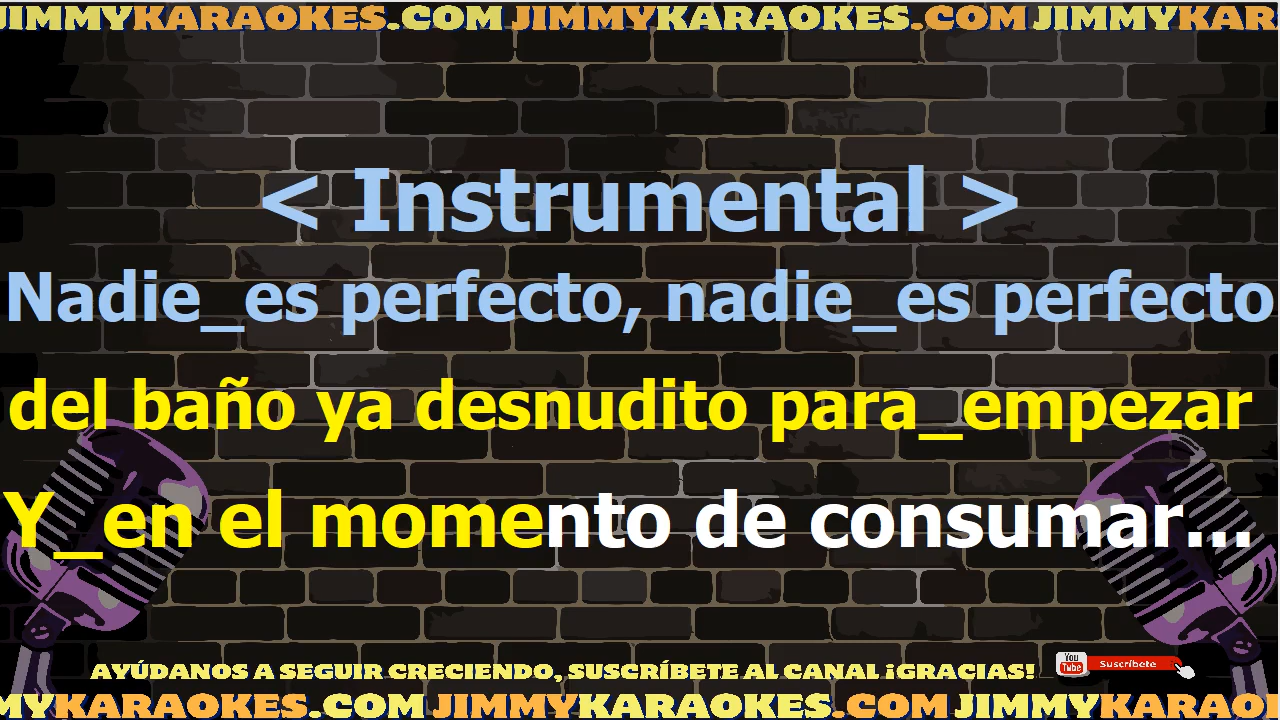 JIMMYKARAOKES.COM JIMMYKARAOKES.COM JIMMYKAR
< Instrumental >
Nadie_es perfecto, nadie_es perfecto
del baño ya desnudito para_empezar
Y_en el momento de consumar...
AYÚDANOS A SEGUIR CRECIENDO, SUSCRÍBETE AL CANAL ¡GRACIAS!
You Tube Suscríbete
MYKARAOKES.COM JIMMYKARAOKES.COM JIMMYKARAOK